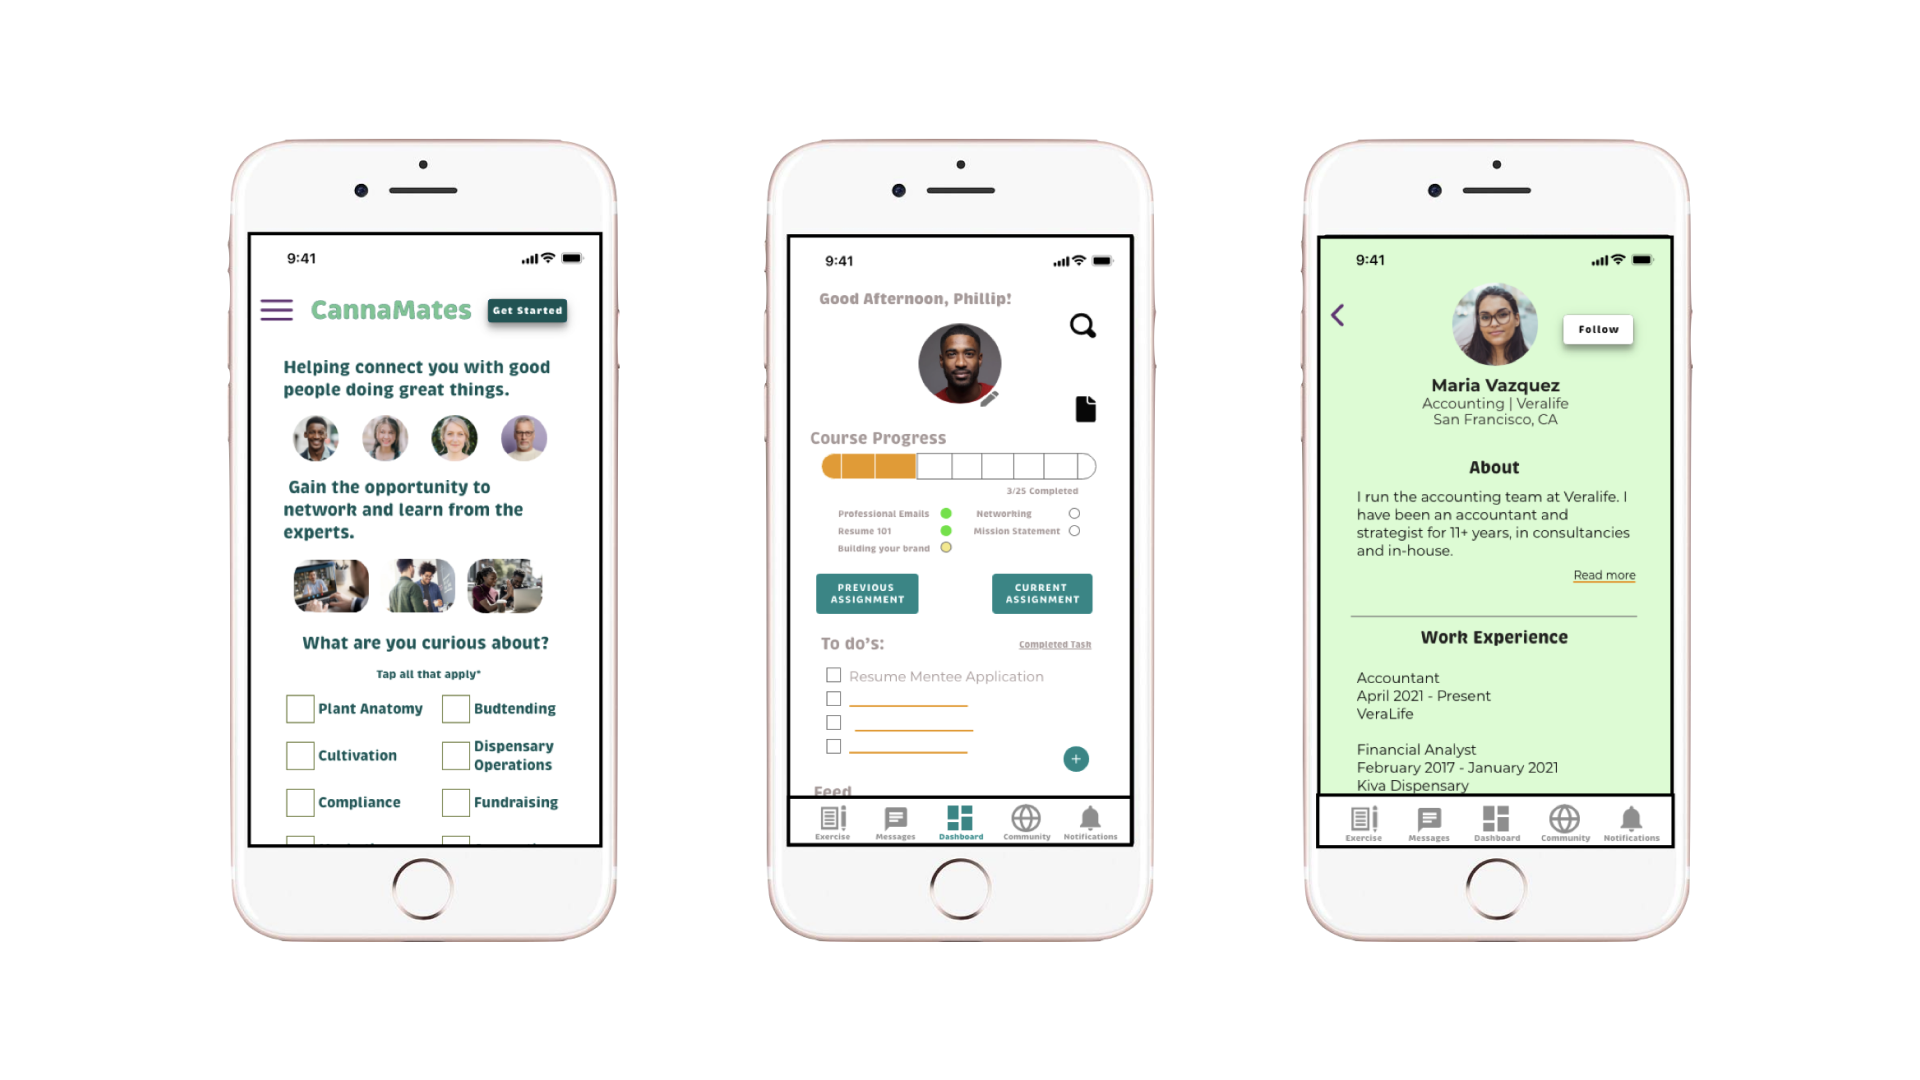 9:41
CannaMates
Get Started
Helping connect you with good
people doing great things.
Gain the opportunity to
network and learn from the
experts.
What are you curious about?
Tap all that apply*
Plant Anatomy
Budtending
Cultivation
Dispensary
Operations
Compliance
Fundraising
9:41
Good Afternoon, Phillip!
Course Progress
3/25 Completed
Professional Emails
Networking
Resume 101
Mission Statement
Building your brand
PREVIOUS
ASSIGNMENT
CURRENT
ASSIGNMENT
To do's:
Completed Task
Resume Mentee Application
Feed
Exercise
Messages
Dashboard
Community
Notifications
9:41
Follow
Maria Vazquez
Accounting | Veralife
San Francisco, CA
About
I run the accounting team at Veralife. I
have been an accountant and
strategist for 11+ years, in consultancies
and in-house.
Read more
Work Experience
Accountant
April 2021 - Present
VeraLife
Financial Analyst
February 2017 - January 2021
Kiva Dispensary
Exercise
Messages
Dashboard
Community
Notifications